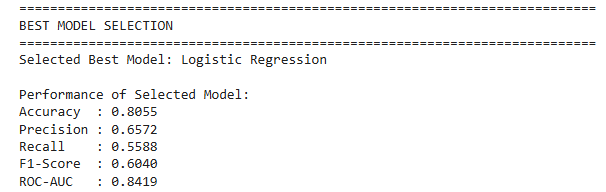 ===========================================================================
BEST MODEL SELECTION
===========================================================================
Selected Best Model: Logistic Regression
Performance of Selected Model:
Accuracy  : 0.8055
Precision : 0.6572
Recall    : 0.5588
F1-Score  : 0.6040
ROC-AUC   : 0.8419